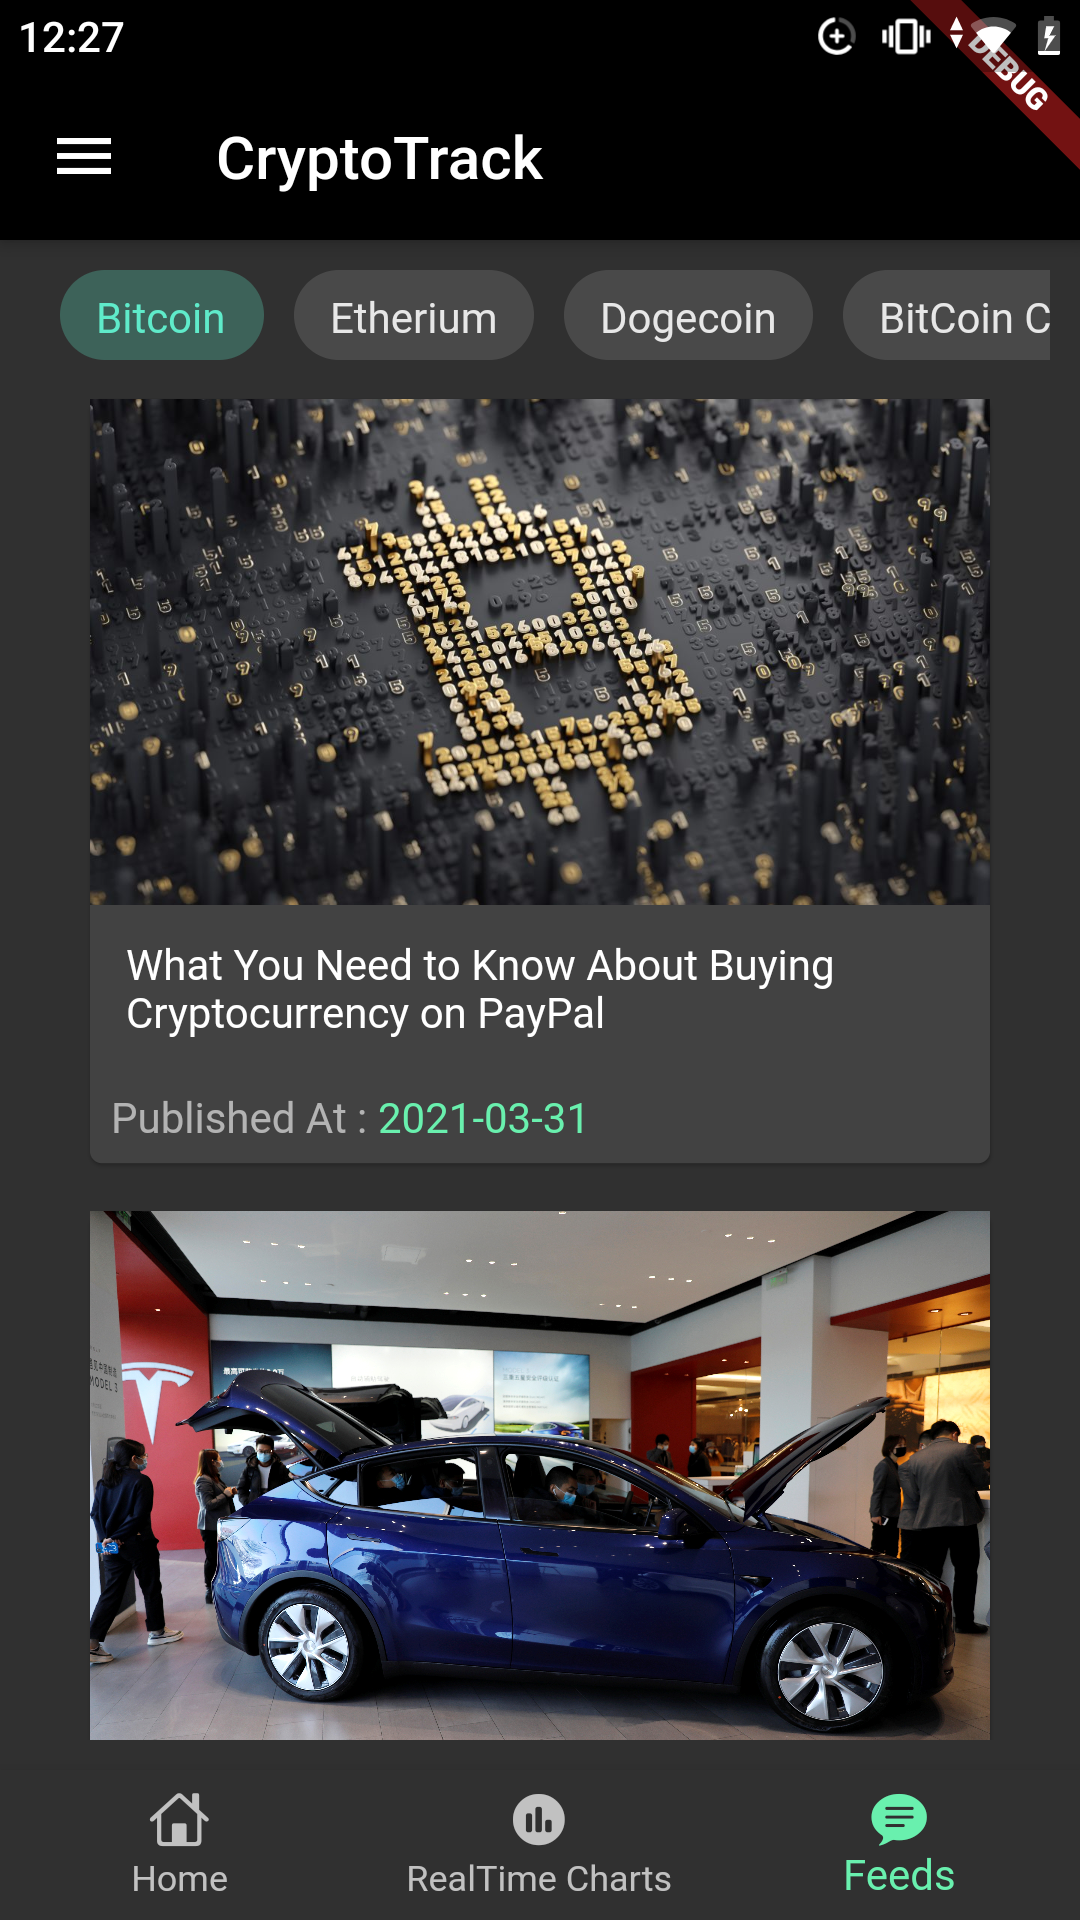 12:27
DEBUG
CryptoTrack
Bitcoin
Etherium
Dogecoin
BitCoin C
What You Need to Know About Buying
Cryptocurrency on PayPal
Published At : 2021-03-31
MODEL 3
Home
RealTime Charts
Feeds